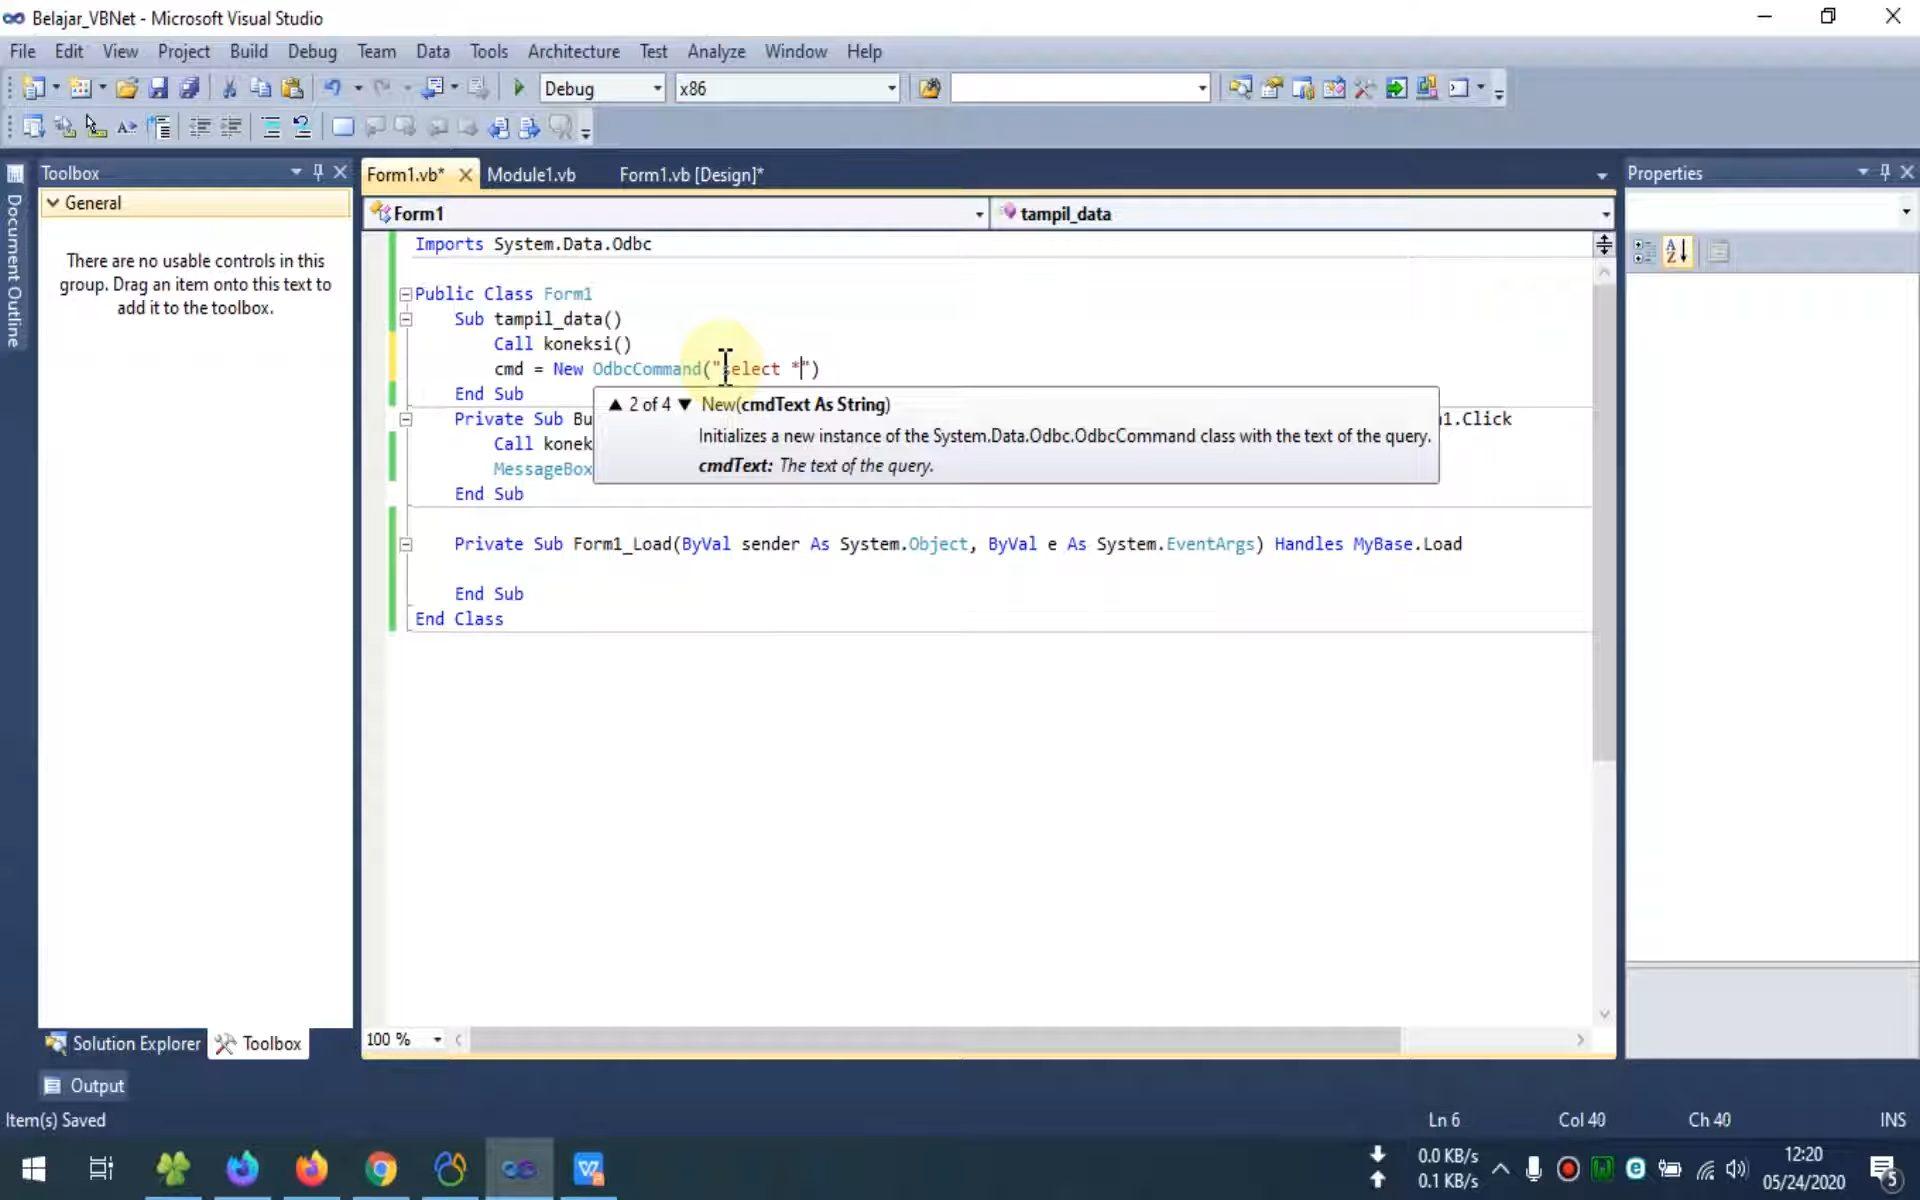 Belajar_VBNet - Microsoft Visual Studio
File Edit View Project Build Debug Team Data Tools Architecture Test Analyze Window Help
Debug x86
Document Outline
Toolbox
General
There are no usable controls in this
group. Drag an item onto this text to
add it to the toolbox.
Solution Explorer Toolbox
Form1.vb* Module1.vb Form1.vb [Design]*
Form1 tampil_data
Imports System.Data.Odbc
Public Class Form1
Sub tampil_data()
Call koneksi()
cmd = New OdbcCommand("select *")
End Sub
Private Sub Bu 1.Click
Call konek
MessageBox
End Sub
2 of 4 New(cmdText As String)
Initializes a new instance of the System.Data.Odbc.OdbcCommand class with the text of the query.
cmdText: The text of the query.
Private Sub Form1_Load(ByVal sender As System.Object, ByVal e As System.EventArgs) Handles MyBase.Load
End Sub
End Class
100 %
Properties
Output
Item(s) Saved Ln 6 Col 40 Ch 40 INS
0.0 KB/s
0.1 KB/s
12:20
05/24/2020
5